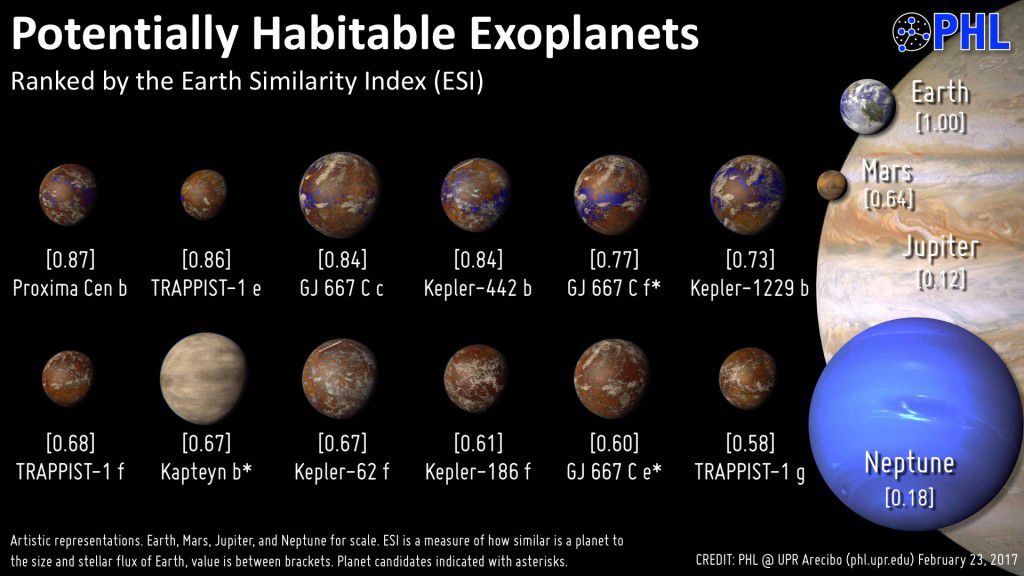 Potentially Habitable Exoplanets
Ranked by the Earth Similarity Index (ESI)
PHL
Earth
[1.00]
Mars
[0.64]
Jupiter
[0.12]
Neptune
[0.18]
[0.87]
Proxima Cen b
[0.86]
TRAPPIST-1 e
[0.84]
GJ 667 C c
[0.84]
Kepler-442 b
[0.77]
GJ 667 C f*
[0.73]
Kepler-1229 b
[0.68]
TRAPPIST-1 f
[0.67]
Kapteyn b*
[0.67]
Kepler-62 f
[0.61]
Kepler-186 f
[0.60]
GJ 667 C e*
[0.58]
TRAPPIST-1 g
Artistic representations. Earth, Mars, Jupiter, and Neptune for scale. ESI is a measure of how similar is a planet to
the size and stellar flux of Earth, value is between brackets. Planet candidates indicated with asterisks.
CREDIT: PHL @ UPR Arecibo (phl.upr.edu) February 23, 2017